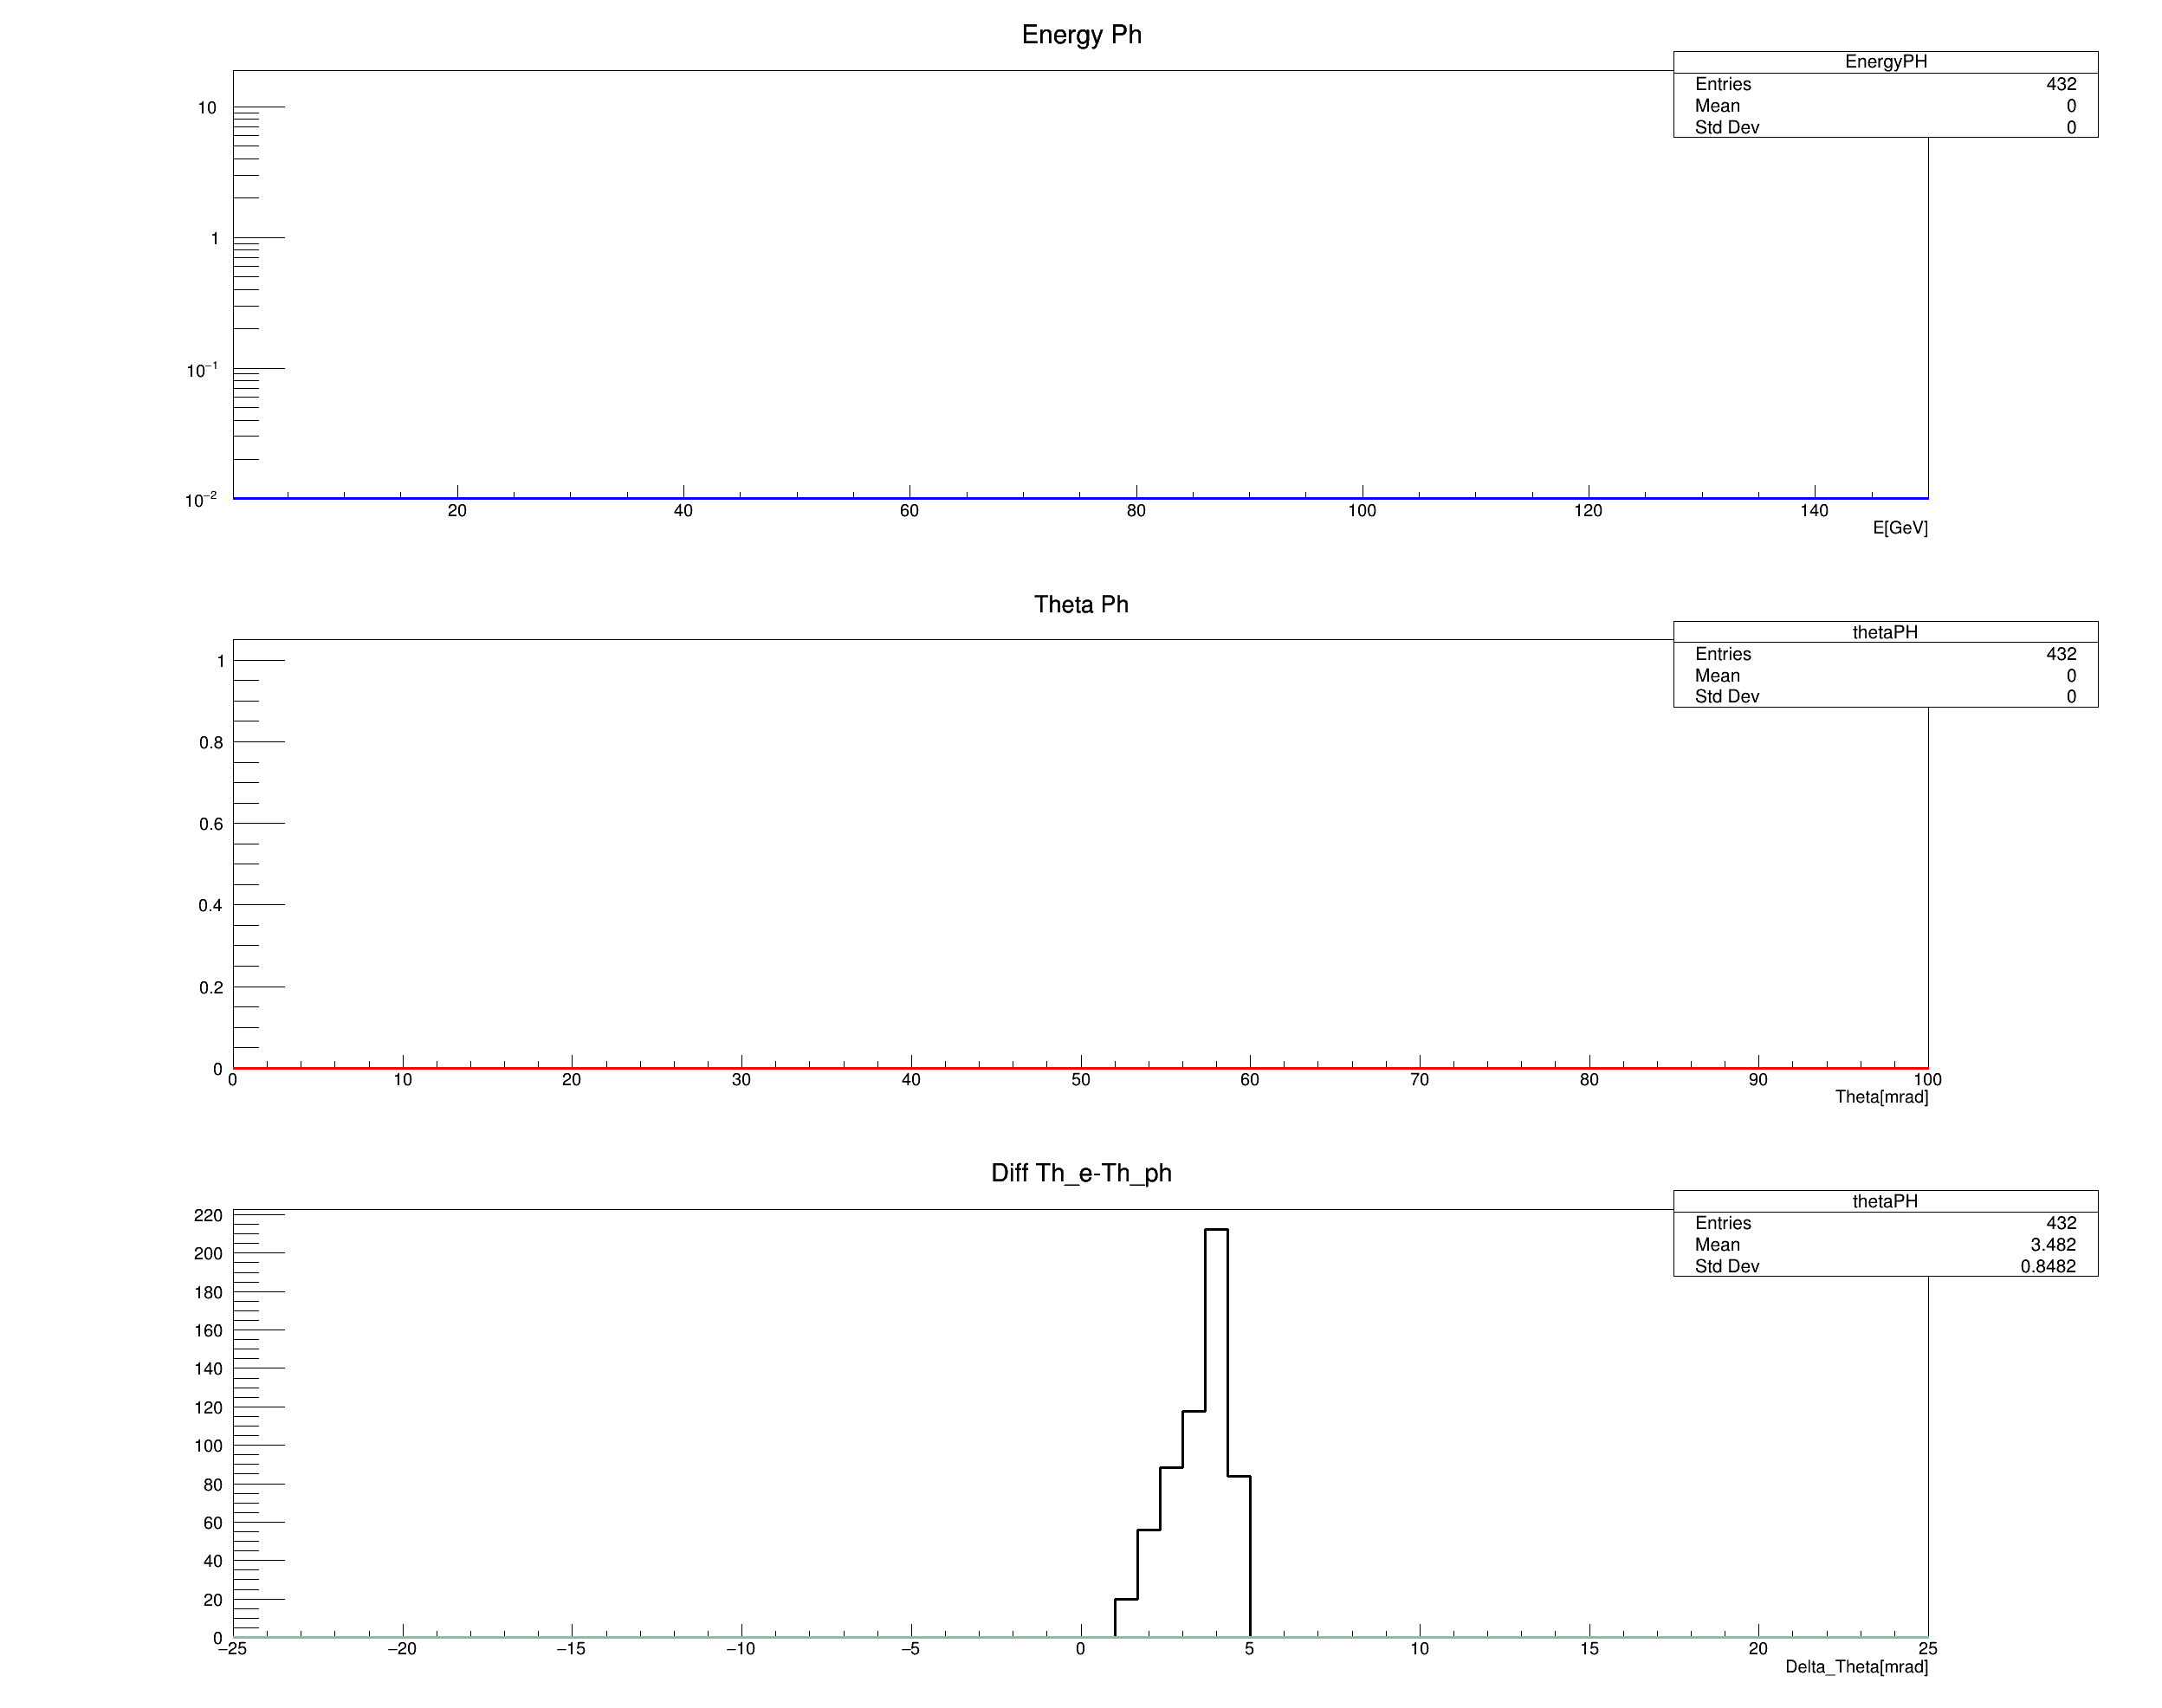 Energy Ph
EnergyPH
Entries 432
Mean 0
Std Dev 0
10
1
10−1
10−2
20 40 60 80 100 120 140
E[GeV]
Theta Ph
thetaPH
Entries 432
Mean 0
Std Dev 0
1
0.8
0.6
0.4
0.2
0
0 10 20 30 40 50 60 70 80 90 100
Theta[mrad]
Diff Th_e-Th_ph
thetaPH
Entries 432
Mean 3.482
Std Dev 0.8482
220
200
180
160
140
120
100
80
60
40
20
0
−25 −20 −15 −10 −5 0 5 10 15 20 25
Delta_Theta[mrad]